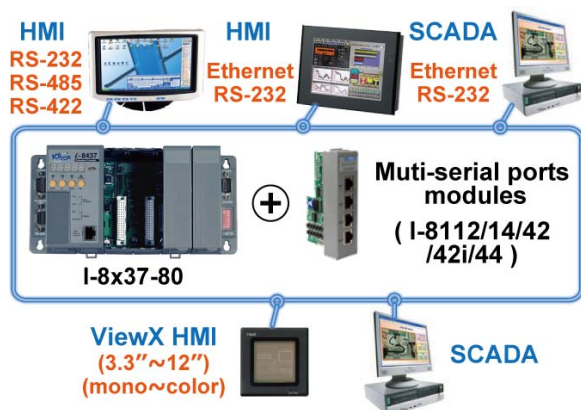 HMI
RS-232
RS-485
RS-422
HMI
Ethernet
RS-232
SCADA
Ethernet
RS-232
i-8437
I-8x37-80
+
Muti-serial ports
modules
( I-8112/14/42
/42i/44 )
ViewX HMI
(3.3"~12")
(mono~color)
SCADA